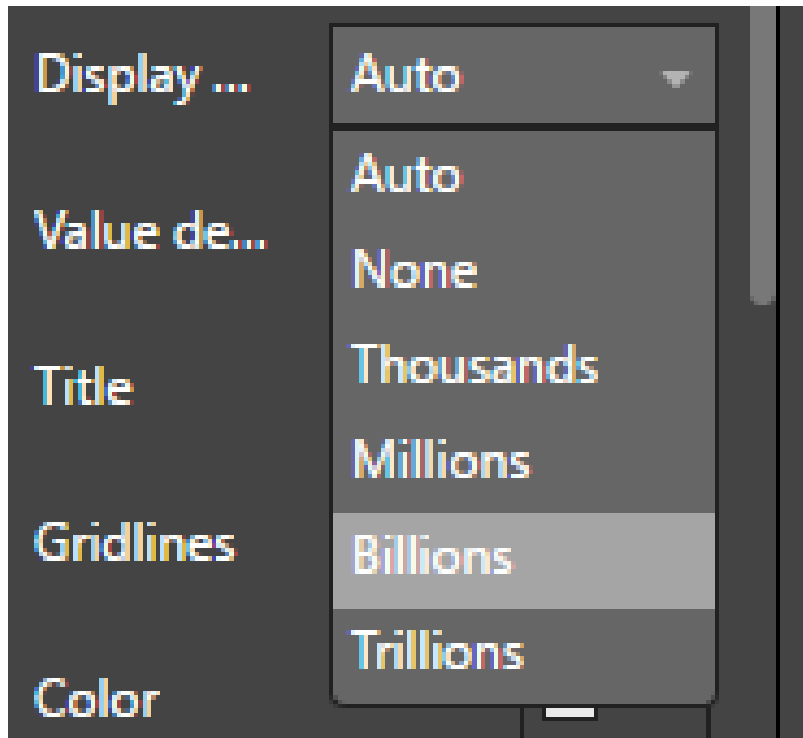 Display ... Auto
Auto
Value de...
None
Thousands
Title
Millions
Gridlines
Billions
Trillions
Color